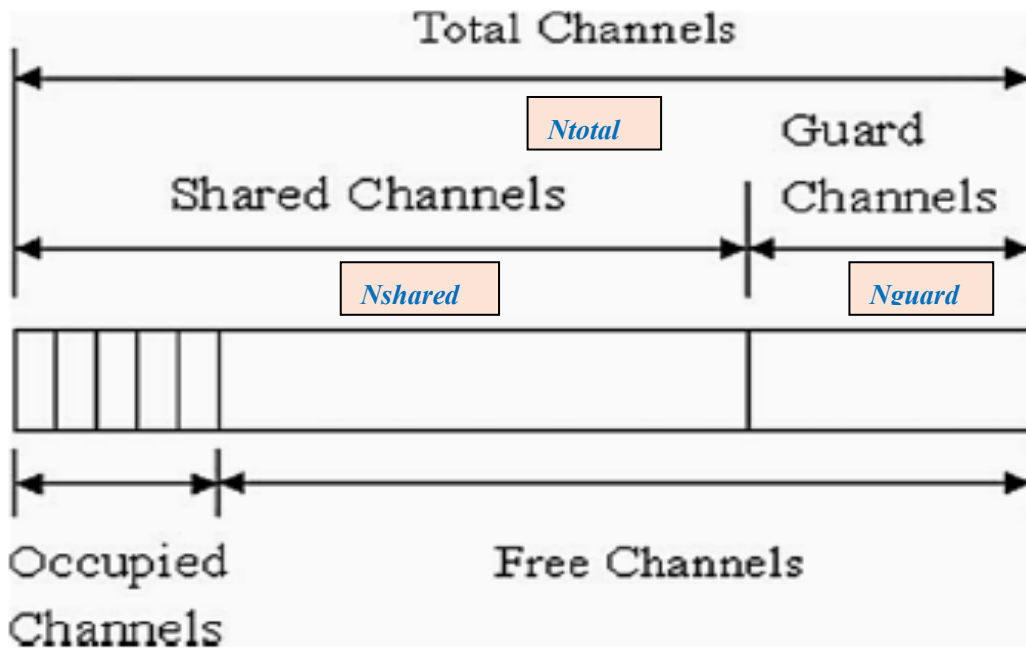 Total Channels
Ntotal
Guard
Shared Channels
Channels
Nshared
Nguard
Occupied
Channels
Free Channels